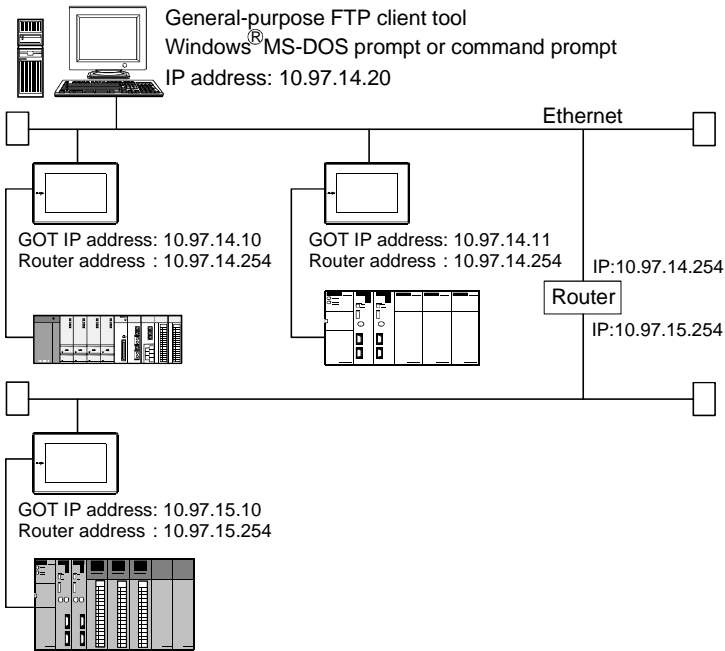 General-purpose FTP client tool
Windows®MS-DOS prompt or command prompt
IP address: 10.97.14.20
Ethernet
GOT IP address: 10.97.14.10
Router address : 10.97.14.254
GOT IP address: 10.97.14.11
Router address : 10.97.14.254
IP:10.97.14.254
Router
IP:10.97.15.254
GOT IP address: 10.97.15.10
Router address : 10.97.15.254